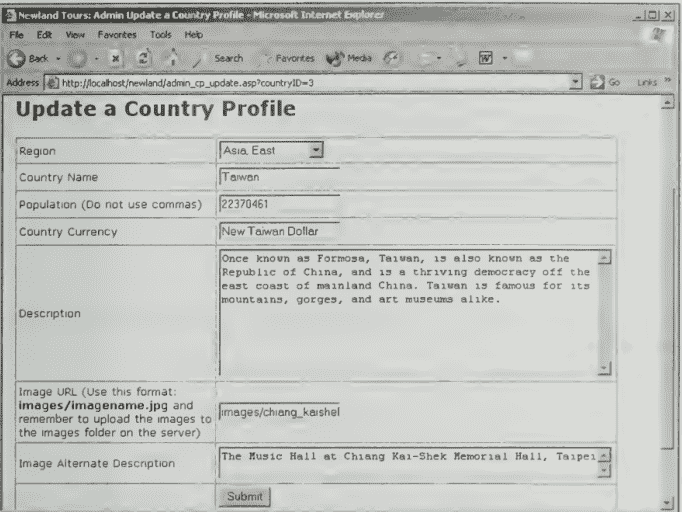 Newland Tours: Admin Update a Country Profile - Microsoft Internet Explorer
File Edit View Favorites Tools Help
Back Search Favorites Media
Address http://localhost/newland/admin_cp_update.asp?countryID=3 Go Links »
Update a Country Profile
Region Asia, East
Country Name Taiwan
Population (Do not use commas) 22370461
Country Currency New Taiwan Dollar
Once known as Formosa, Taiwan, is also known as the
Republic of China, and is a thriving democracy off the
east coast of mainland China. Taiwan is famous for its
mountains, gorges, and art museums alike.
Description
Image URL (Use this format:
images/imagename.jpg and
remember to upload the images to
the images folder on the server)
images/chiang_kaishel
Image Alternate Description The Music Hall at Chiang Kai-Shek Memorial Hall, Taipei
Submit